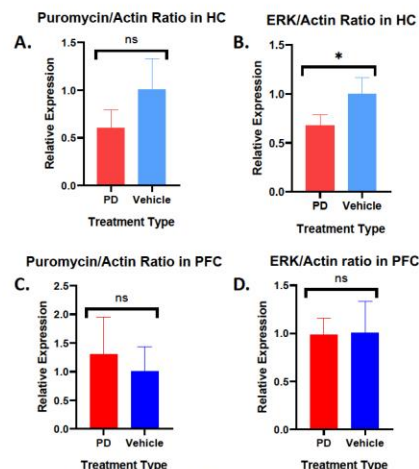 A.
Puromycin/Actin Ratio in HC
ns
Relative Expression
1.5
1.0
0.5
0.0
PD Vehicle
Treatment Type
B.
ERK/Actin Ratio in HC
*
Relative Expression
1.5
1.0
0.5
0.0
PD Vehicle
Treatment Type
Puromycin/Actin Ratio in PFC
C.
ns
Relative Expression
2.5
2.0
1.5
1.0
0.5
0.0
PD Vehicle
Treatment Type
ERK/Actin ratio in PFC
D.
ns
Relative Expression
1.5
1.0
0.5
0.0
PD Vehicle
Treatment Type